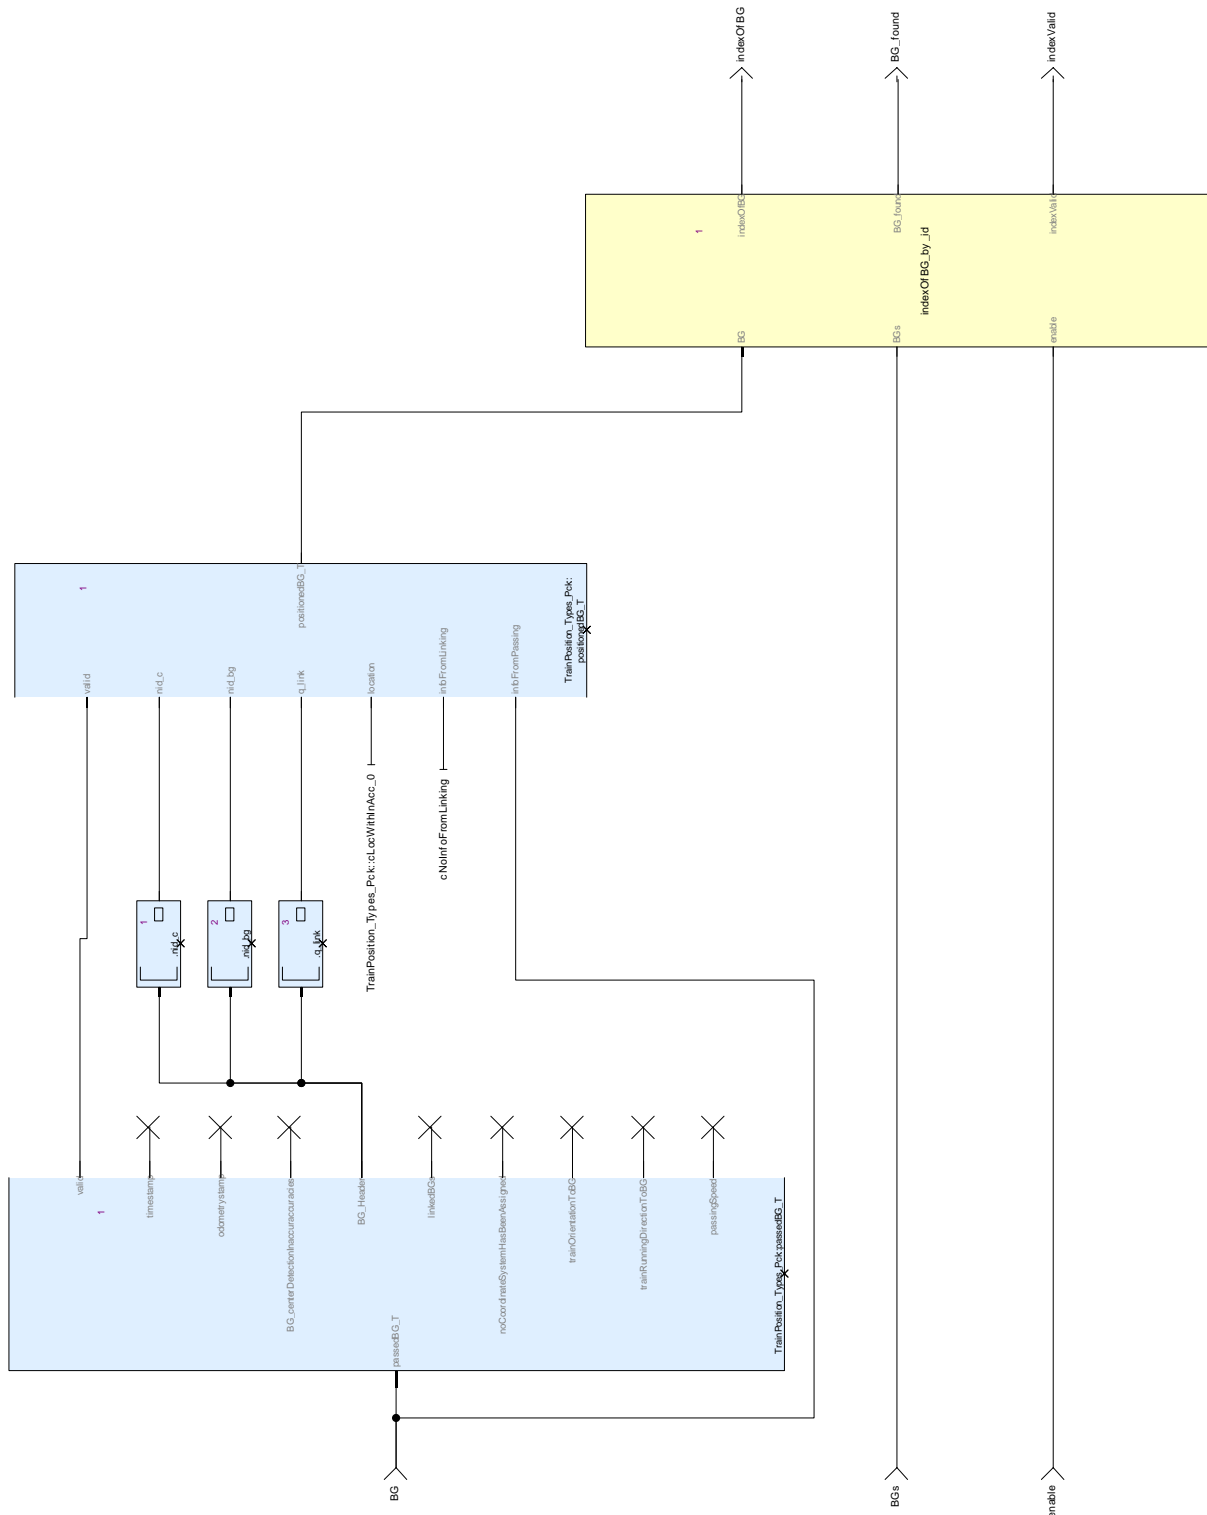 indexOfBG
BG_found
indexValid
indexOfBG
BG_found
indexValid
1
indexOfBG_by_id
BG
BGs
enable
1
positionedBG_T
TrainPosition_Types_Pck::
positionedBG_T
valid
nid_c
nid_bg
q_link
location
infoFromLinking
infoFromPassing
TrainPosition_Types_Pck::cLocWithInAcc_0
cNoInfoFromLinking
1
.nid_c
2
.nid_bg
3
.q_link
valid
timestamp
odometrystamp
BG_centerDetectionInaccuraccuracies
BG_Header
linkedBGs
noCoordinateSystemHasBeenAssigned
trainOrientationToBG
trainRunningDirectionToBG
passingSpeed
1
passedBG_T
TrainPosition_Types_Pck::passedBG_T
BG
BGs
enable